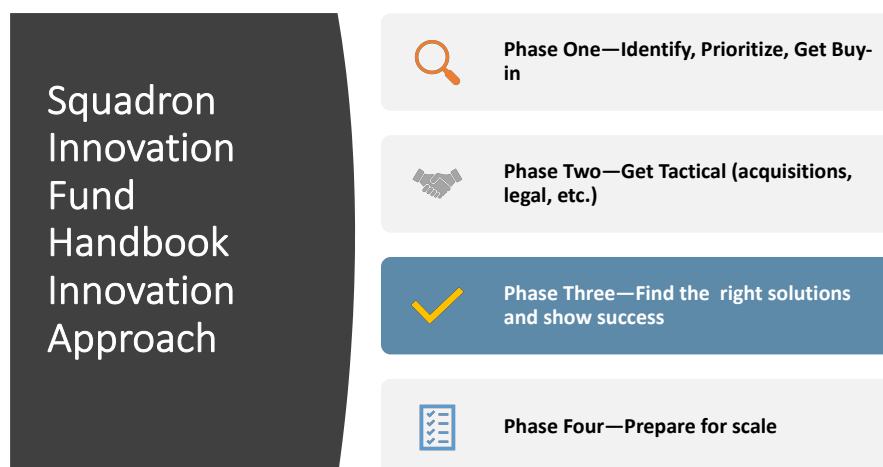 Squadron
Innovation
Fund
Handbook
Innovation
Approach
Phase One—Identify, Prioritize, Get Buy-
in
Phase Two—Get Tactical (acquisitions,
legal, etc.)
Phase Three—Find the  right solutions
and show success
Phase Four—Prepare for scale